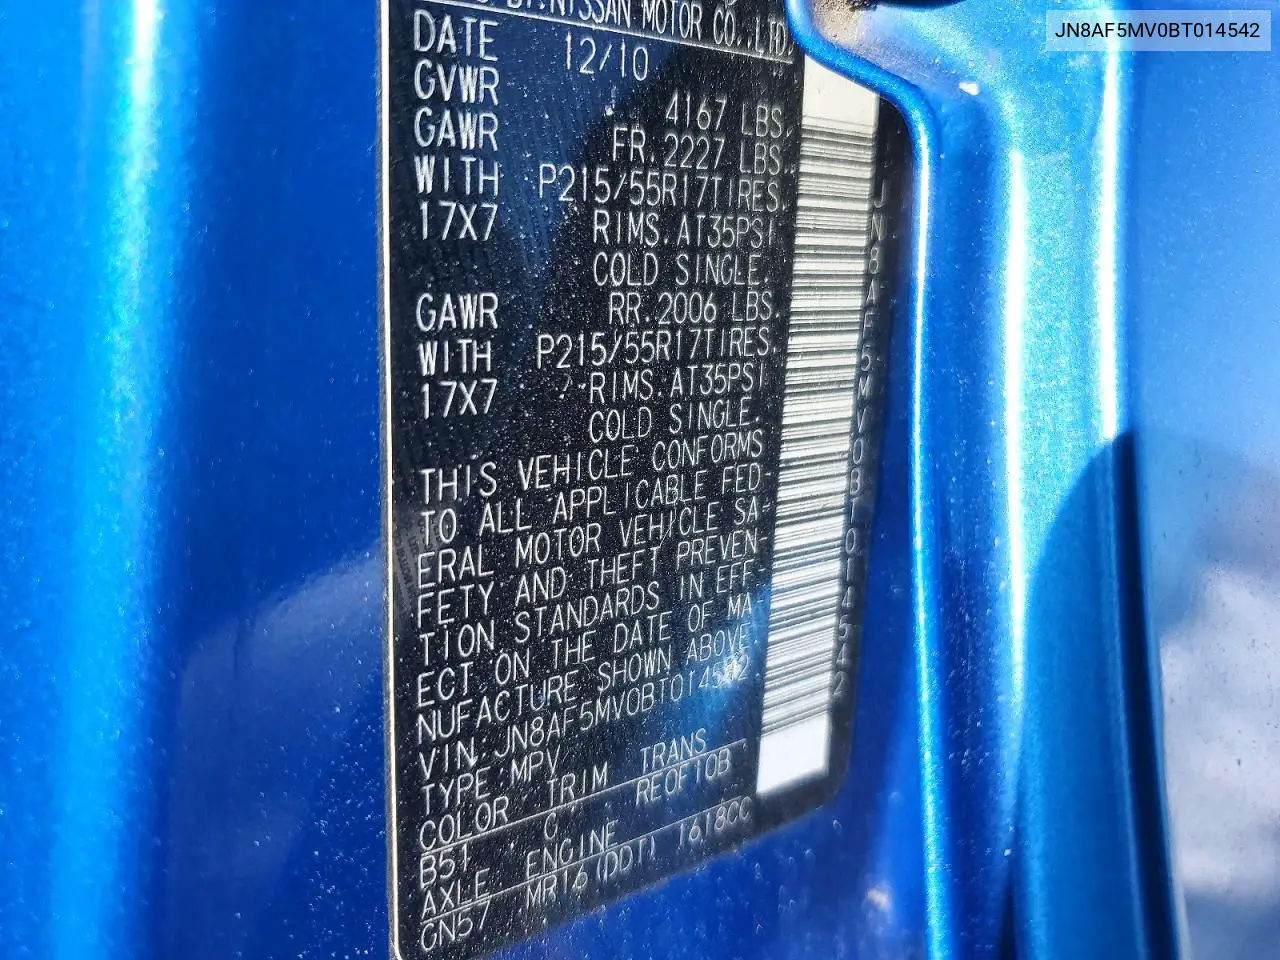 JN8AF5MV0BT014542
BY:NISSAN MOTOR CO.,LTD.
DATE 12/10
GVWR 4167 LBS.
GAWR FR.2227 LBS.
WITH P215/55R17TIRES.
17X7 RIMS.AT35PSI
COLD SINGLE.
GAWR RR.2006 LBS.
WITH P215/55R17TIRES.
17X7 RIMS.AT35PSI
COLD SINGLE.
THIS VEHICLE CONFORMS
TO ALL APPLICABLE FED-
ERAL MOTOR VEHICLE SA-
FETY AND THEFT PREVEN-
TION STANDARDS IN EFF-
ECT ON THE DATE OF MA-
NUFACTURE SHOWN ABOVE
VIN:JN8AF5MV0BT014542
TYPE:MPV
COLOR TRIM TRANS
B51 C RE0F10B
AXLE ENGINE
GN57 MR16(DDT) 1618CC
JN8AF5MV0BT014542